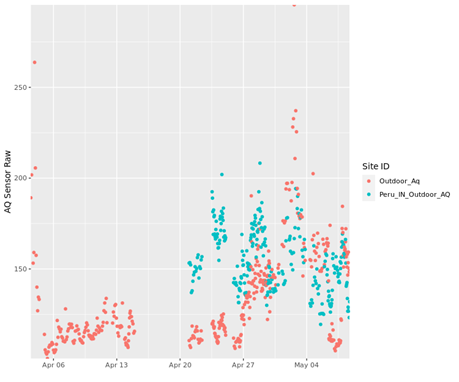 AQ Sensor Raw
250
200
150
Apr 06
Apr 13
Apr 20
Apr 27
May 04
Site ID
Outdoor_Aq
Peru_IN_Outdoor_AQ